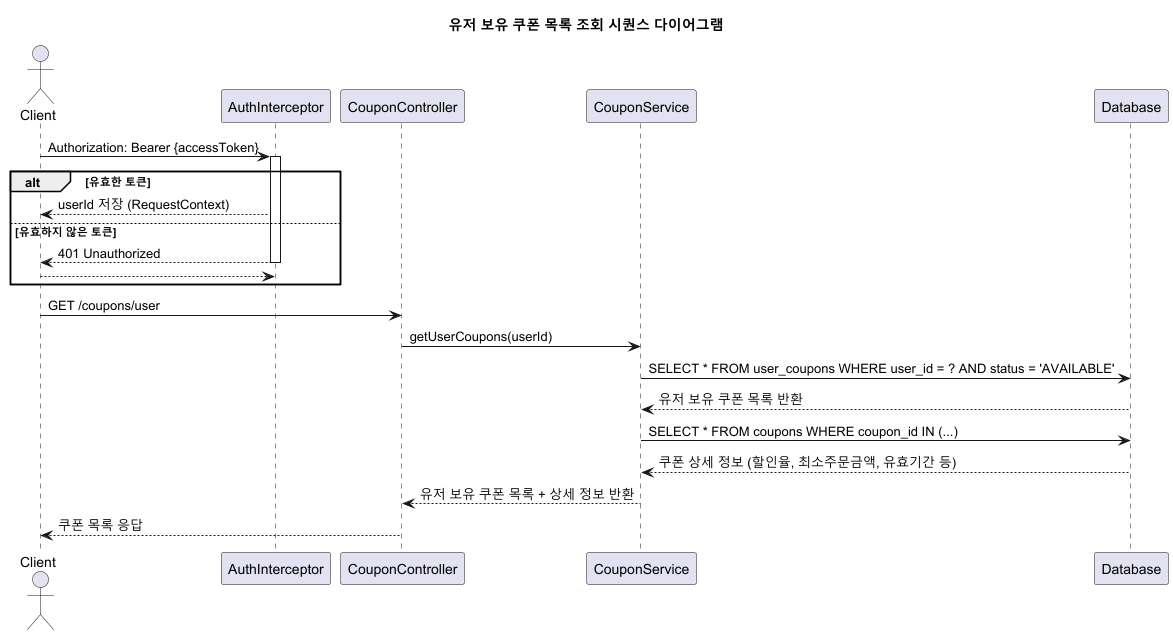 유저 보유 쿠폰 목록 조회 시퀀스 다이어그램
Client
AuthInterceptor
CouponController
CouponService
Database
Authorization: Bearer {accessToken}
alt
[유효한 토큰]
userId 저장 (RequestContext)
[유효하지 않은 토큰]
401 Unauthorized
GET /coupons/user
getUserCoupons(userId)
SELECT * FROM user_coupons WHERE user_id = ? AND status = 'AVAILABLE'
유저 보유 쿠폰 목록 반환
SELECT * FROM coupons WHERE coupon_id IN (...)
쿠폰 상세 정보 (할인율, 최소주문금액, 유효기간 등)
유저 보유 쿠폰 목록 + 상세 정보 반환
쿠폰 목록 응답
Client
AuthInterceptor
CouponController
CouponService
Database